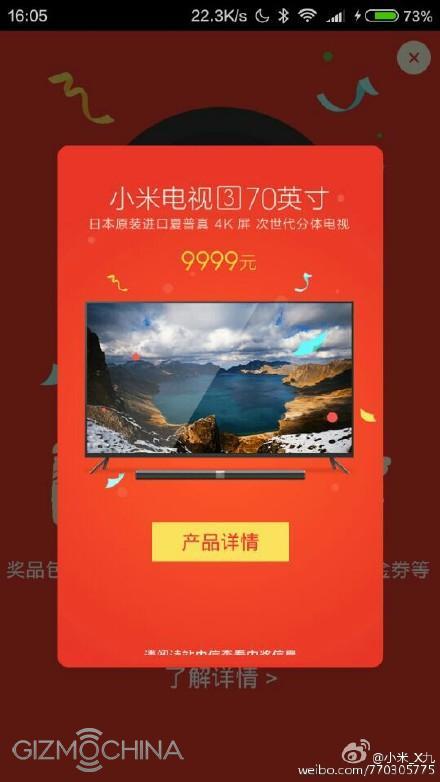 16:05 22.3K/s 73%
小米电视3 70英寸
日本原装进口夏普真 4K 屏 次世代分体电视
9999元
产品详情
奖品包 金券等
了解详情 >
GIZMOCHINA
@小米_X九
weibo.com/770305775